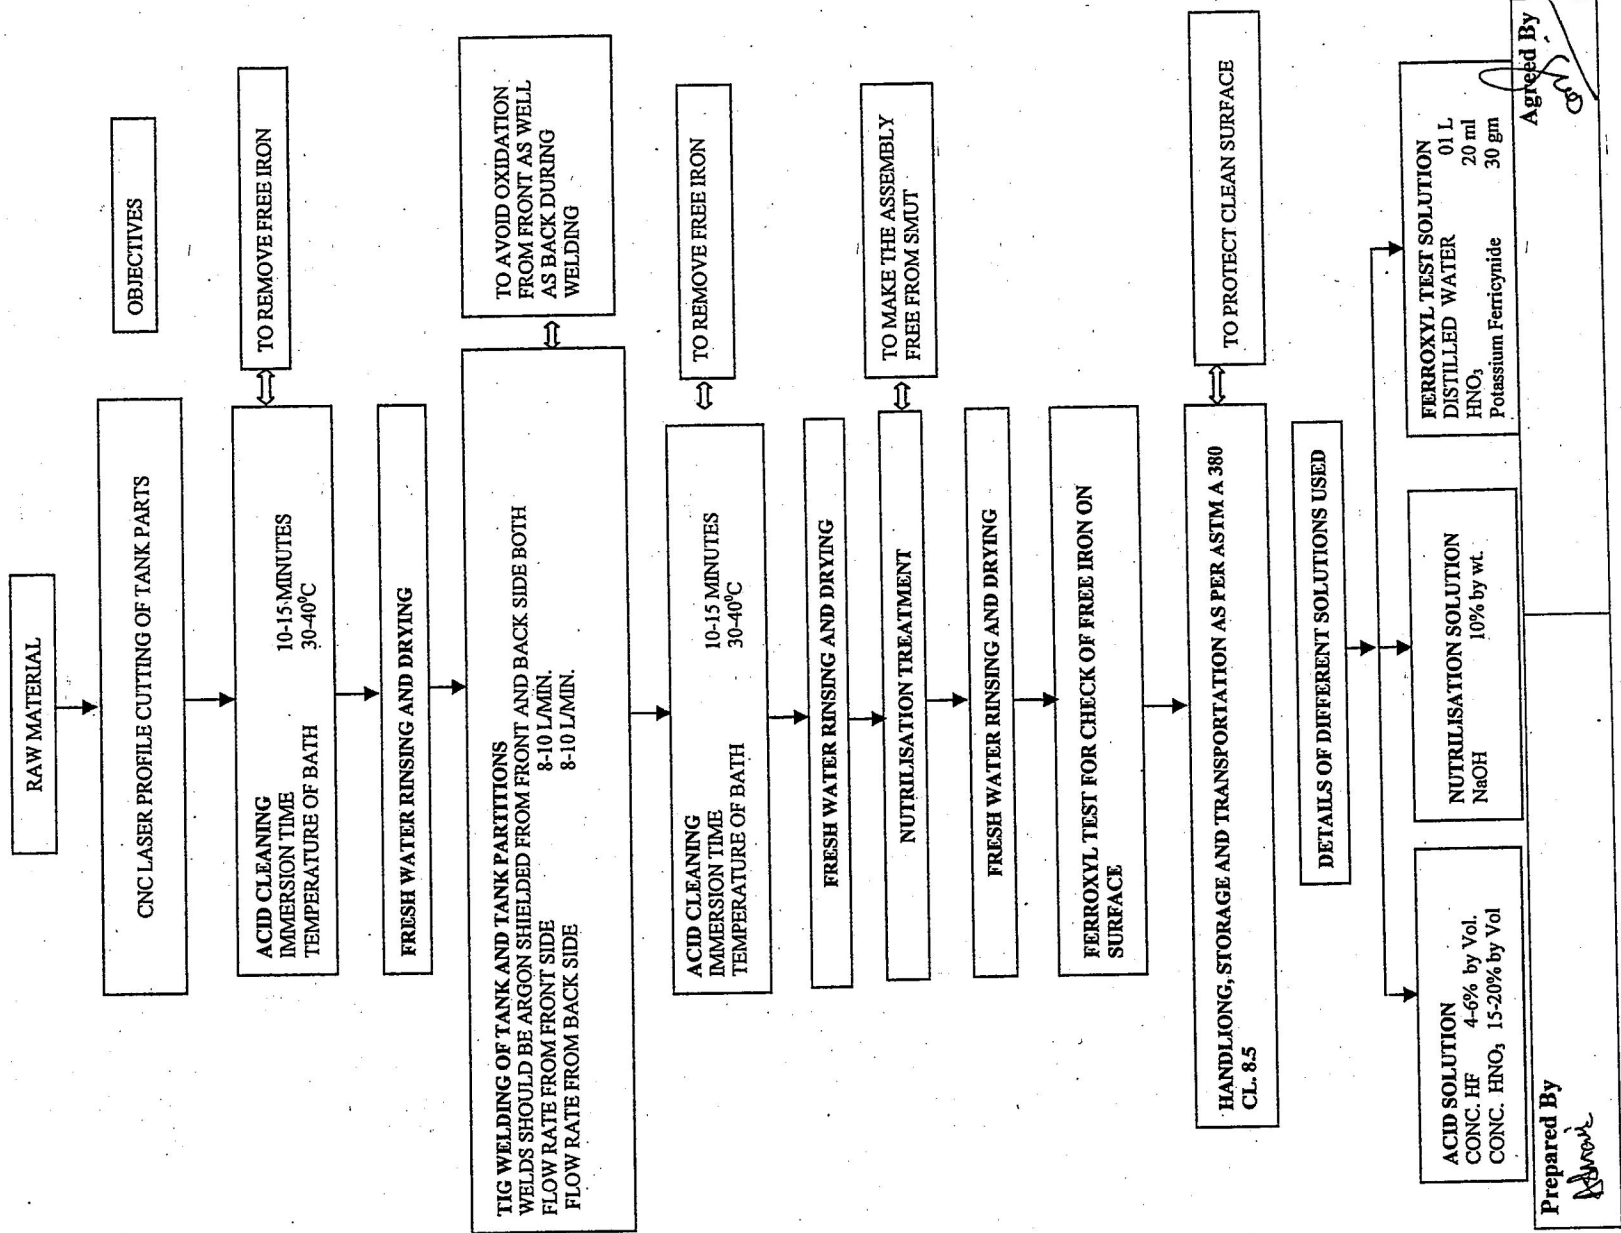 RAW MATERIAL
OBJECTIVES
CNC LASER PROFILE CUTTING OF TANK PARTS
ACID CLEANING
IMMERSION TIME 10-15 MINUTES
TEMPERATURE OF BATH 30-40⁰C
TO REMOVE FREE IRON
FRESH WATER RINSING AND DRYING
TIG WELDING OF TANK AND TANK PARTITIONS
WELDS SHOULD BE ARGON SHIELDED FROM FRONT AND BACK SIDE BOTH
FLOW RATE FROM FRONT SIDE 8-10 L/MIN.
FLOW RATE FROM BACK SIDE 8-10 L/MIN.
TO AVOID OXIDATION
FROM FRONT AS WELL
AS BACK DURING
WELDING
ACID CLEANING
IMMERSION TIME 10-15 MINUTES
TEMPERATURE OF BATH 30-40⁰C
TO REMOVE FREE IRON
FRESH WATER RINSING AND DRYING
NUTRILISATION TREATMENT
TO MAKE THE ASSEMBLY
FREE FROM SMUT
FRESH WATER RINSING AND DRYING
FERROXYL TEST FOR CHECK OF FREE IRON ON
SURFACE
HANDLIONG, STORAGE AND TRANSPORTATION AS PER ASTM A 380
CL. 8.5
TO PROTECT CLEAN SURFACE
DETAILS OF DIFFERENT SOLUTIONS USED
ACID SOLUTION
CONC. HF 4-6% by Vol.
CONC. HNO₃ 15-20% by Vol
NUTRILISATION SOLUTION
NaOH 10% by wt.
FERROXYL TEST SOLUTION
DISTILLED WATER 01 L
HNO₃ 20 ml
Potassium Ferricynide 30 gm
Prepared By
Agreed By